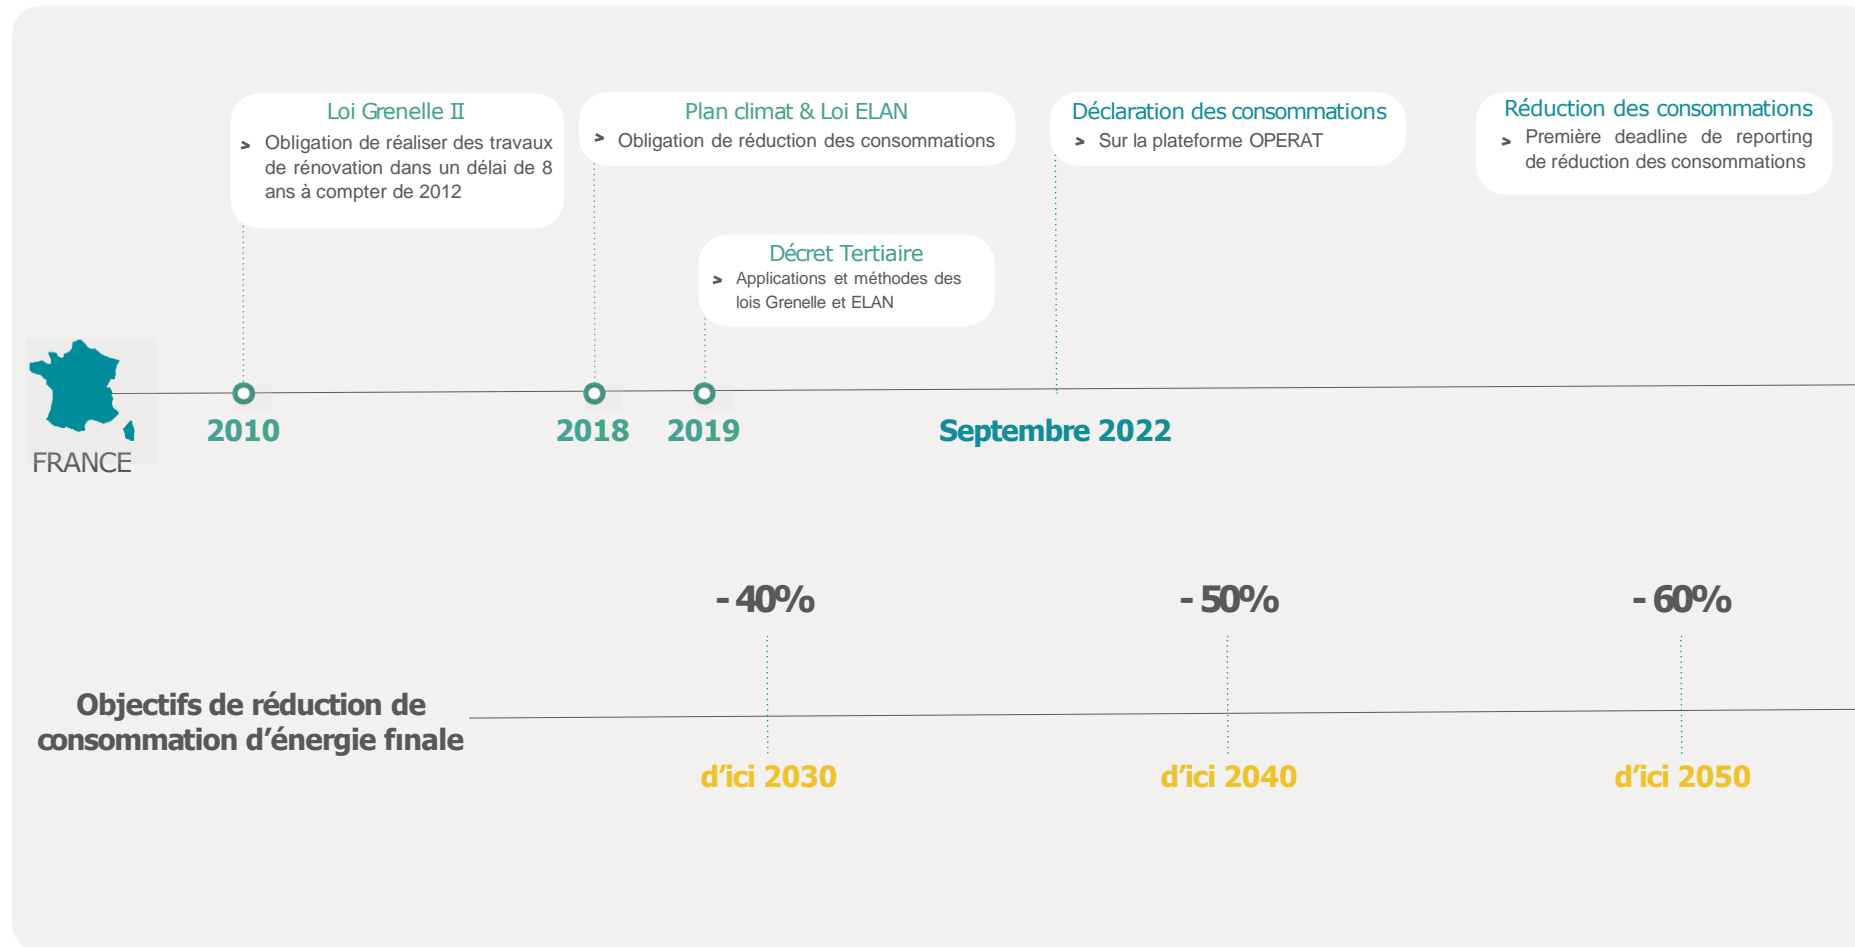 Loi Grenelle II
> Obligation de réaliser des travaux
de rénovation dans un délai de 8
ans à compter de 2012
Plan climat & Loi ELAN
> Obligation de réduction des consommations
Déclaration des consommations
> Sur la plateforme OPERAT
Réduction des consommations
> Première deadline de reporting
de réduction des consommations
Décret Tertiaire
> Applications et méthodes des
lois Grenelle et ELAN
FRANCE
2010
2018
2019
Septembre 2022
- 40%
- 50%
- 60%
Objectifs de réduction de
consommation d’énergie finale
d’ici 2030
d’ici 2040
d’ici 2050